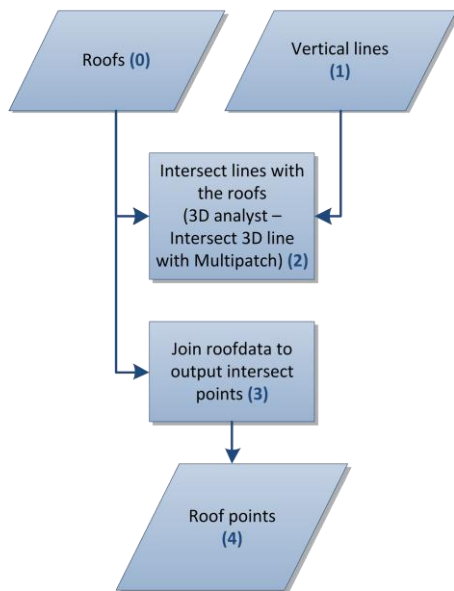 Roofs (0)
Vertical lines
(1)
Intersect lines with
the roofs
(3D analyst –
Intersect 3D line
with Multipatch) (2)
Join roofdata to
output intersect
points (3)
Roof points
(4)